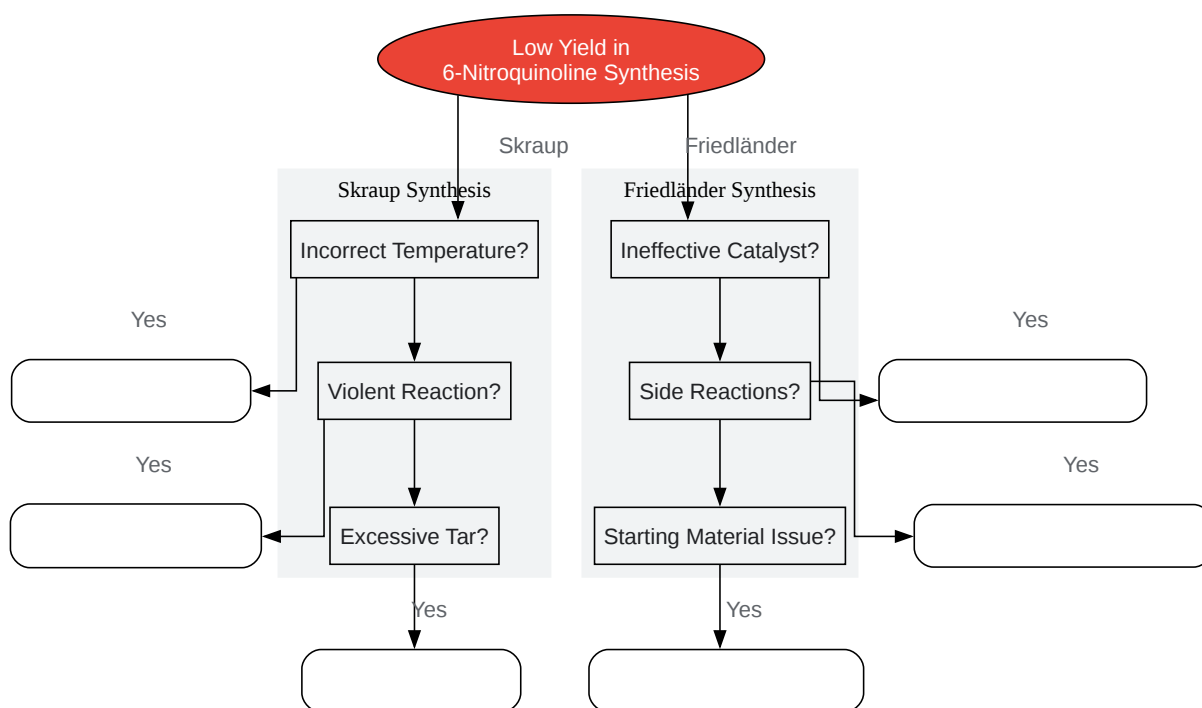 Low Yield in
6-Nitroquinoline Synthesis
Skraup
Friedländer
Skraup Synthesis
Friedländer Synthesis
Incorrect Temperature?
Ineffective Catalyst?
Yes
Yes
Violent Reaction?
Side Reactions?
Yes
Yes
Excessive Tar?
Starting Material Issue?
Yes
Yes